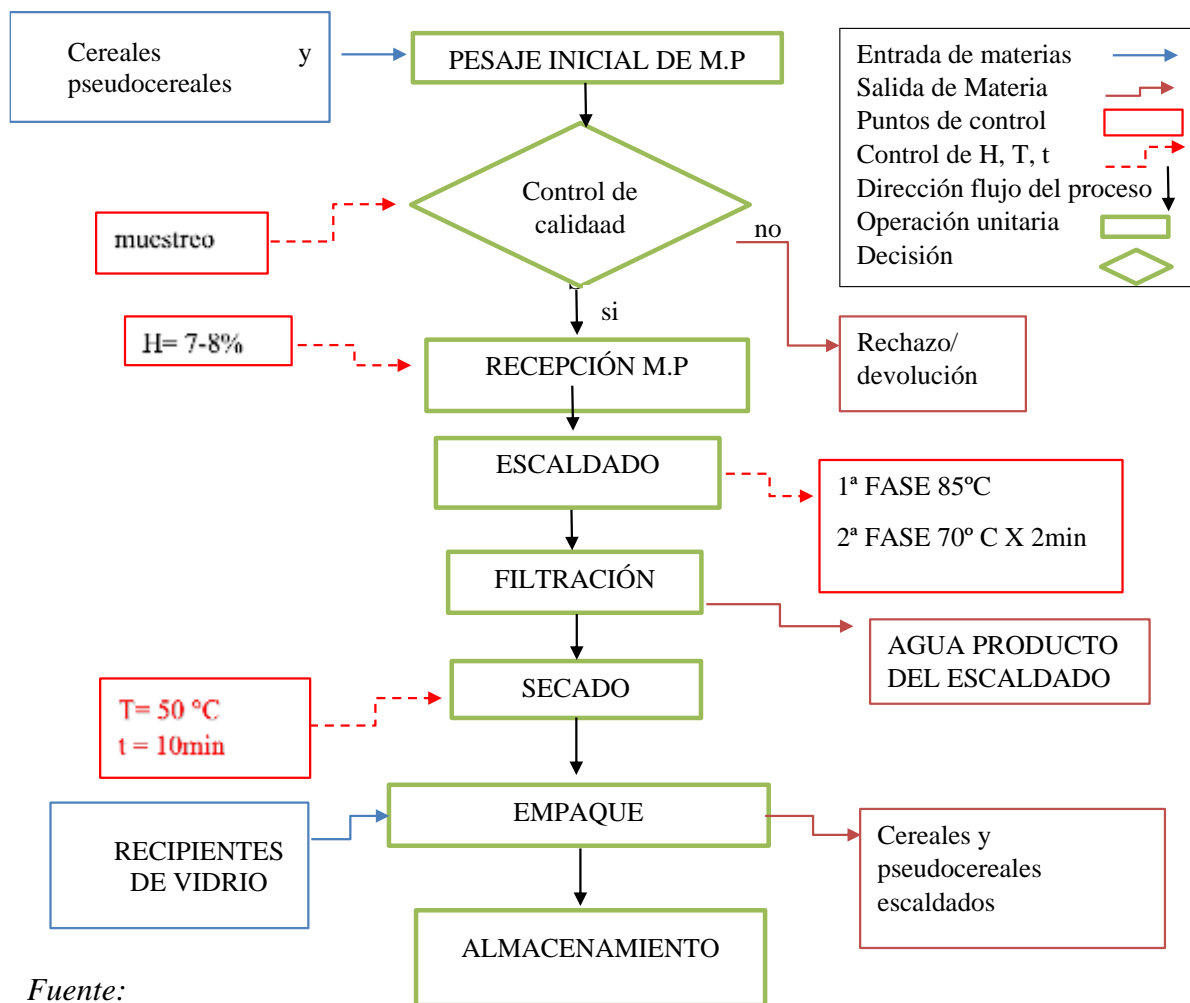 Cereales y
pseudocereales
PESAJE INICIAL DE M.P
Entrada de materias
Salida de Materia
Puntos de control
Control de H, T, t
Dirección flujo del proceso
Operación unitaria
Decisión
Control de
calidaad
muestreo
no
si
H= 7-8%
RECEPCIÓN M.P
Rechazo/
devolución
ESCALDADO
1ª FASE 85ºC
2ª FASE 70º C X 2min
FILTRACIÓN
AGUA PRODUCTO
DEL ESCALDADO
SECADO
T= 50 °C
t = 10min
EMPAQUE
RECIPIENTES
DE VIDRIO
Cereales y
pseudocereales
escaldados
ALMACENAMIENTO
Fuente: